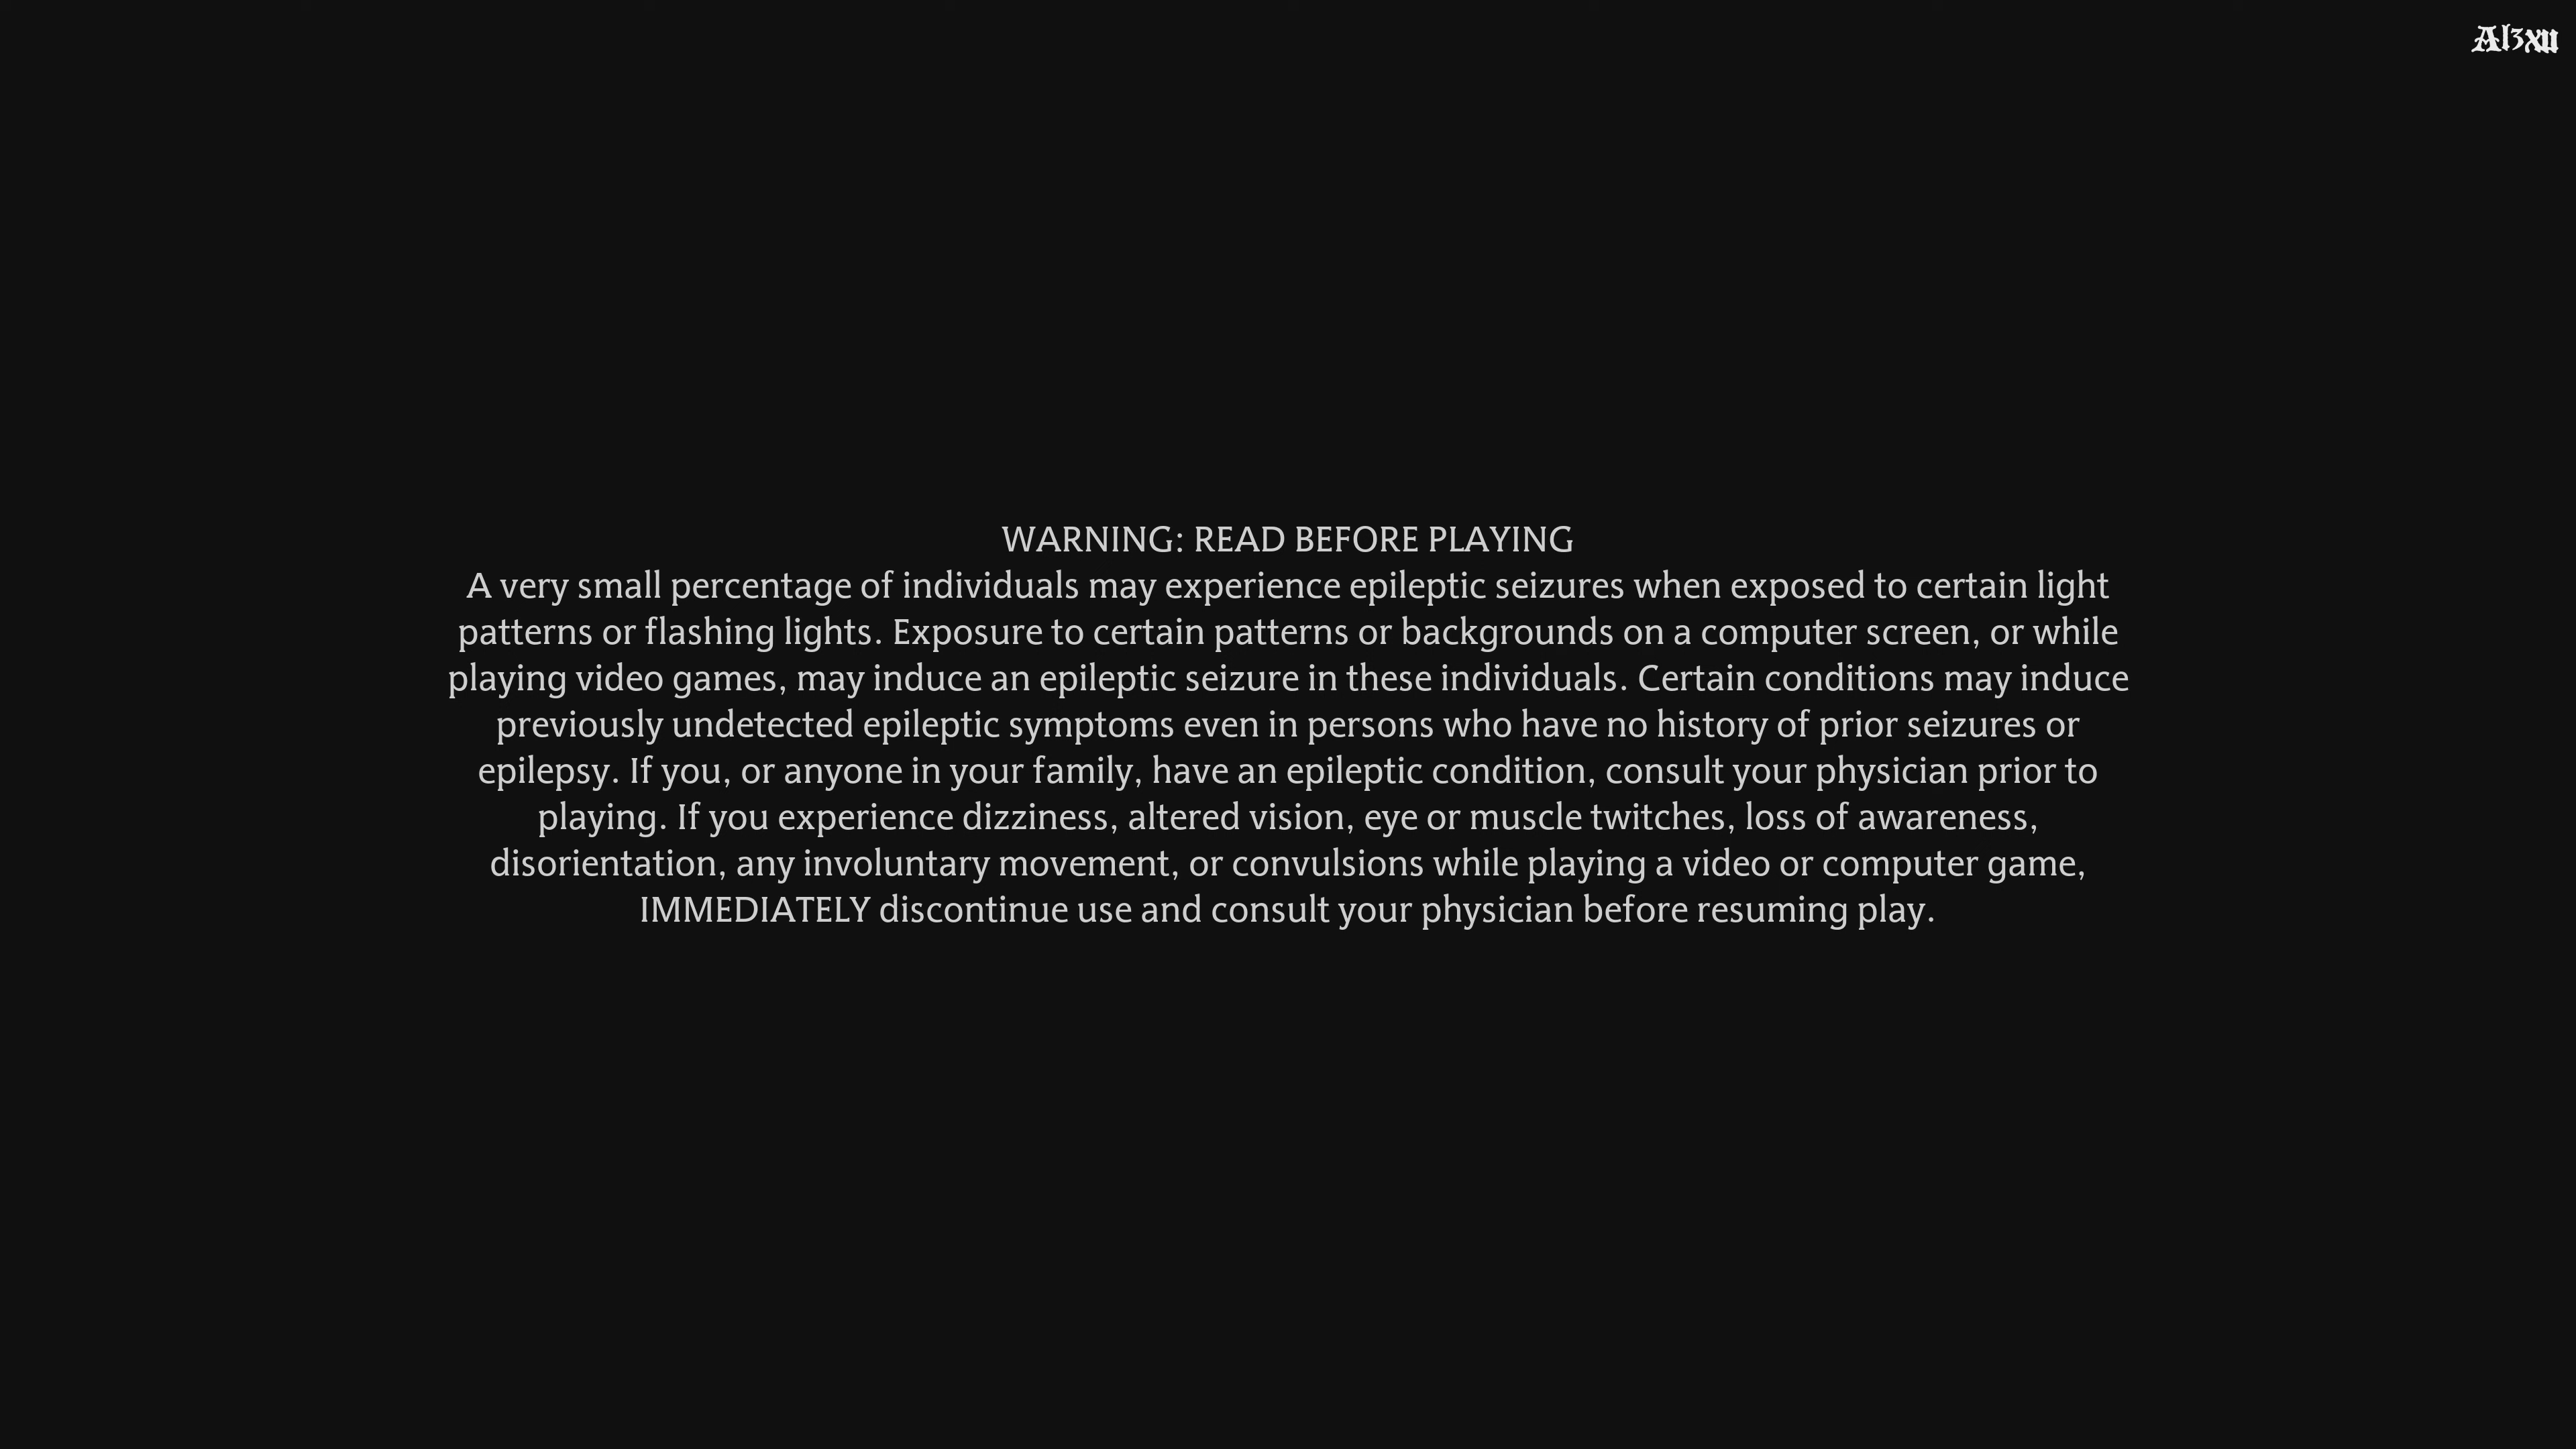 Al3xu
WARNING: READ BEFORE PLAYING
A very small percentage of individuals may experience epileptic seizures when exposed to certain light
patterns or flashing lights. Exposure to certain patterns or backgrounds on a computer screen, or while
playing video games, may induce an epileptic seizure in these individuals. Certain conditions may induce
previously undetected epileptic symptoms even in persons who have no history of prior seizures or
epilepsy. If you, or anyone in your family, have an epileptic condition, consult your physician prior to
playing. If you experience dizziness, altered vision, eye or muscle twitches, loss of awareness,
disorientation, any involuntary movement, or convulsions while playing a video or computer game,
IMMEDIATELY discontinue use and consult your physician before resuming play.